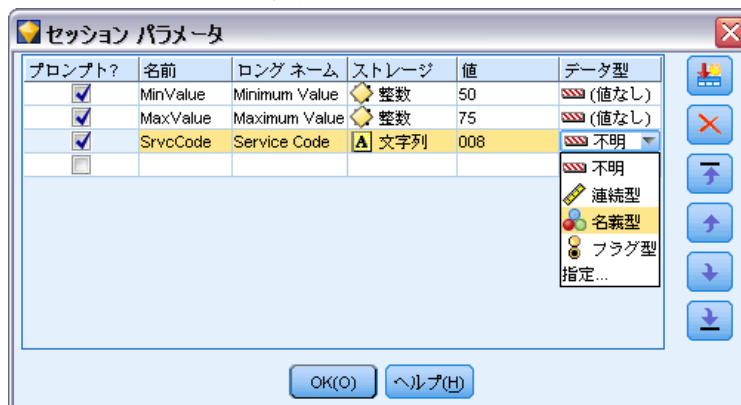 セッション パラメータ
プロンプト? 名前 ロング ネーム ストレージ 値 データ型
MinValue Minimum Value 整数 50 (値なし)
MaxValue Maximum Value 整数 75 (値なし)
SrvcCode Service Code A 文字列 008 不明
不明
連続型
名義型
フラグ型
指定...
OK(O) ヘルプ(H)